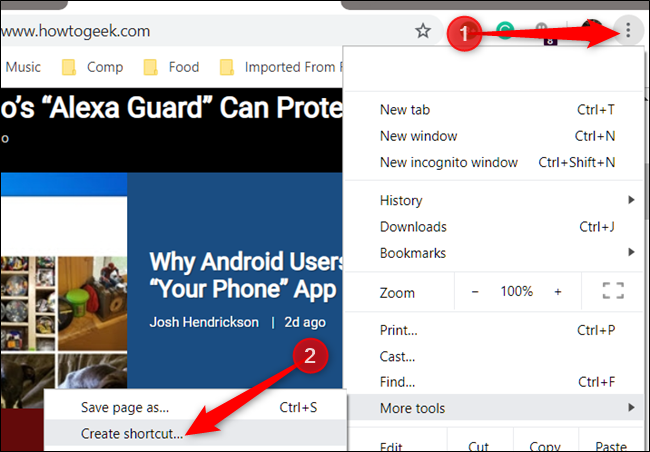 www.howtogeek.com
1
8
Music Comp Food Imported From F
o's “Alexa Guard” Can Prote
o
New tab Ctrl+T
New window Ctrl+N
New incognito window Ctrl+Shift+N
History
Downloads Ctrl+J
Bookmarks
Zoom − 100% +
Why Android Users
“Your Phone” App
Josh Hendrickson | 2d ago
Print... Ctrl+P
Cast...
Find... Ctrl+F
More tools
2
Save page as... Ctrl+S
Create shortcut...
Edit Cut Copy Paste